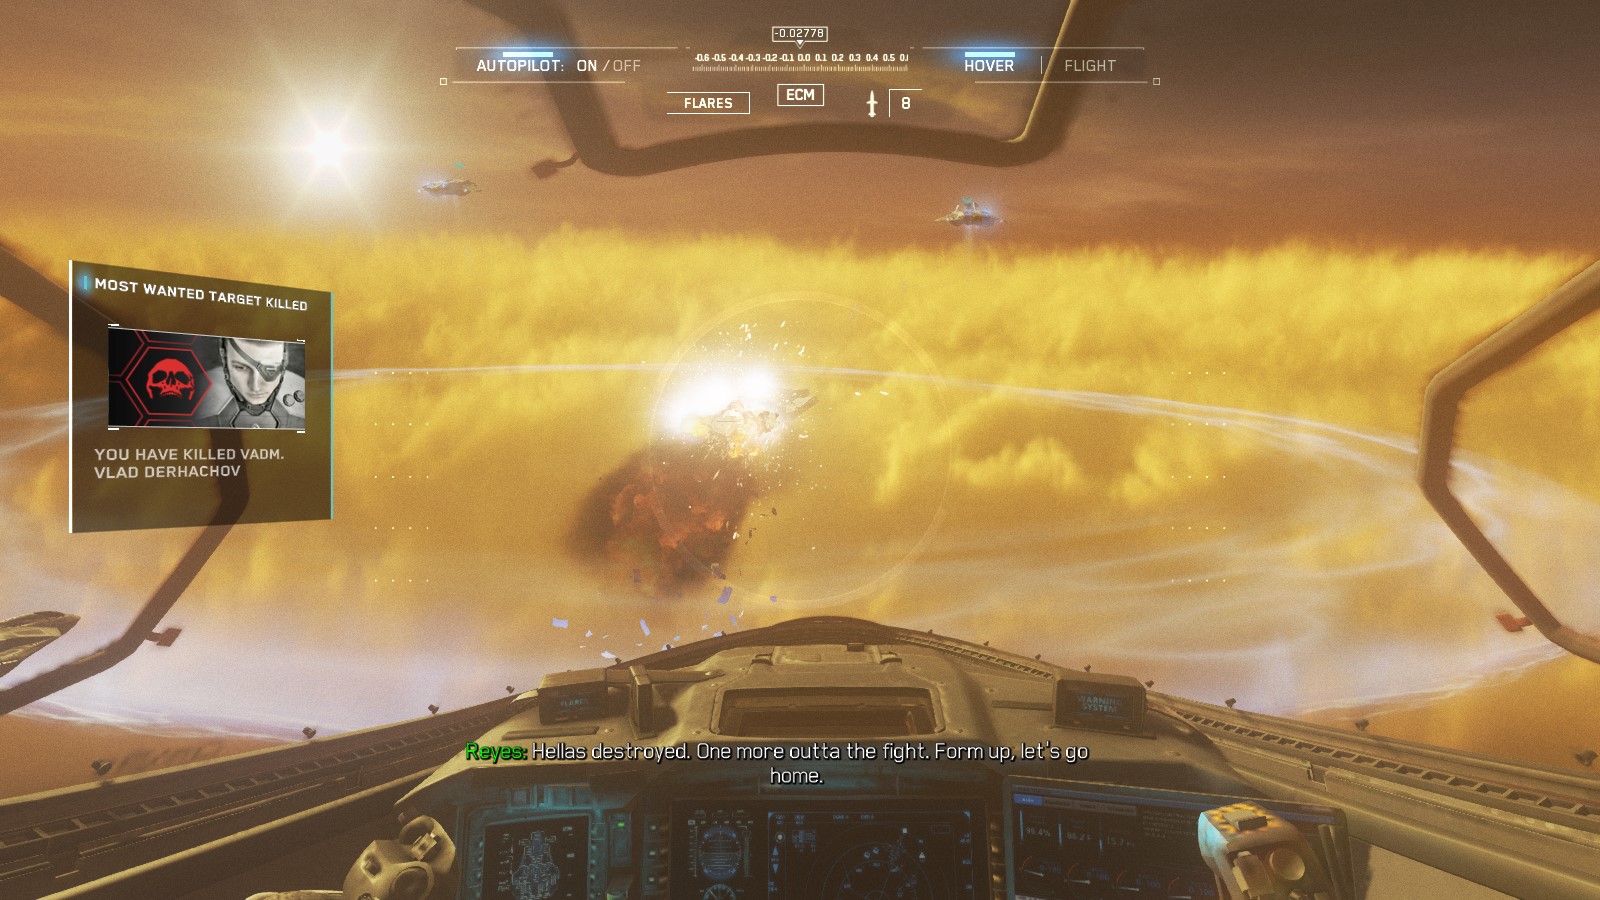 -0.02778
-0.6 -0.5 -0.4 -0.3 -0.2 -0.1 0.0 0.1 0.2 0.3 0.4 0.5
AUTOPILOT: ON / OFF
HOVER | FLIGHT
FLARES
ECM
8
MOST WANTED TARGET KILLED
YOU HAVE KILLED VADM.
VLAD DERHACHOV
FLARES
WARNING
SYSTEM
Reyes: Hellas destroyed. One more outta the fight. Form up, let's go
home.